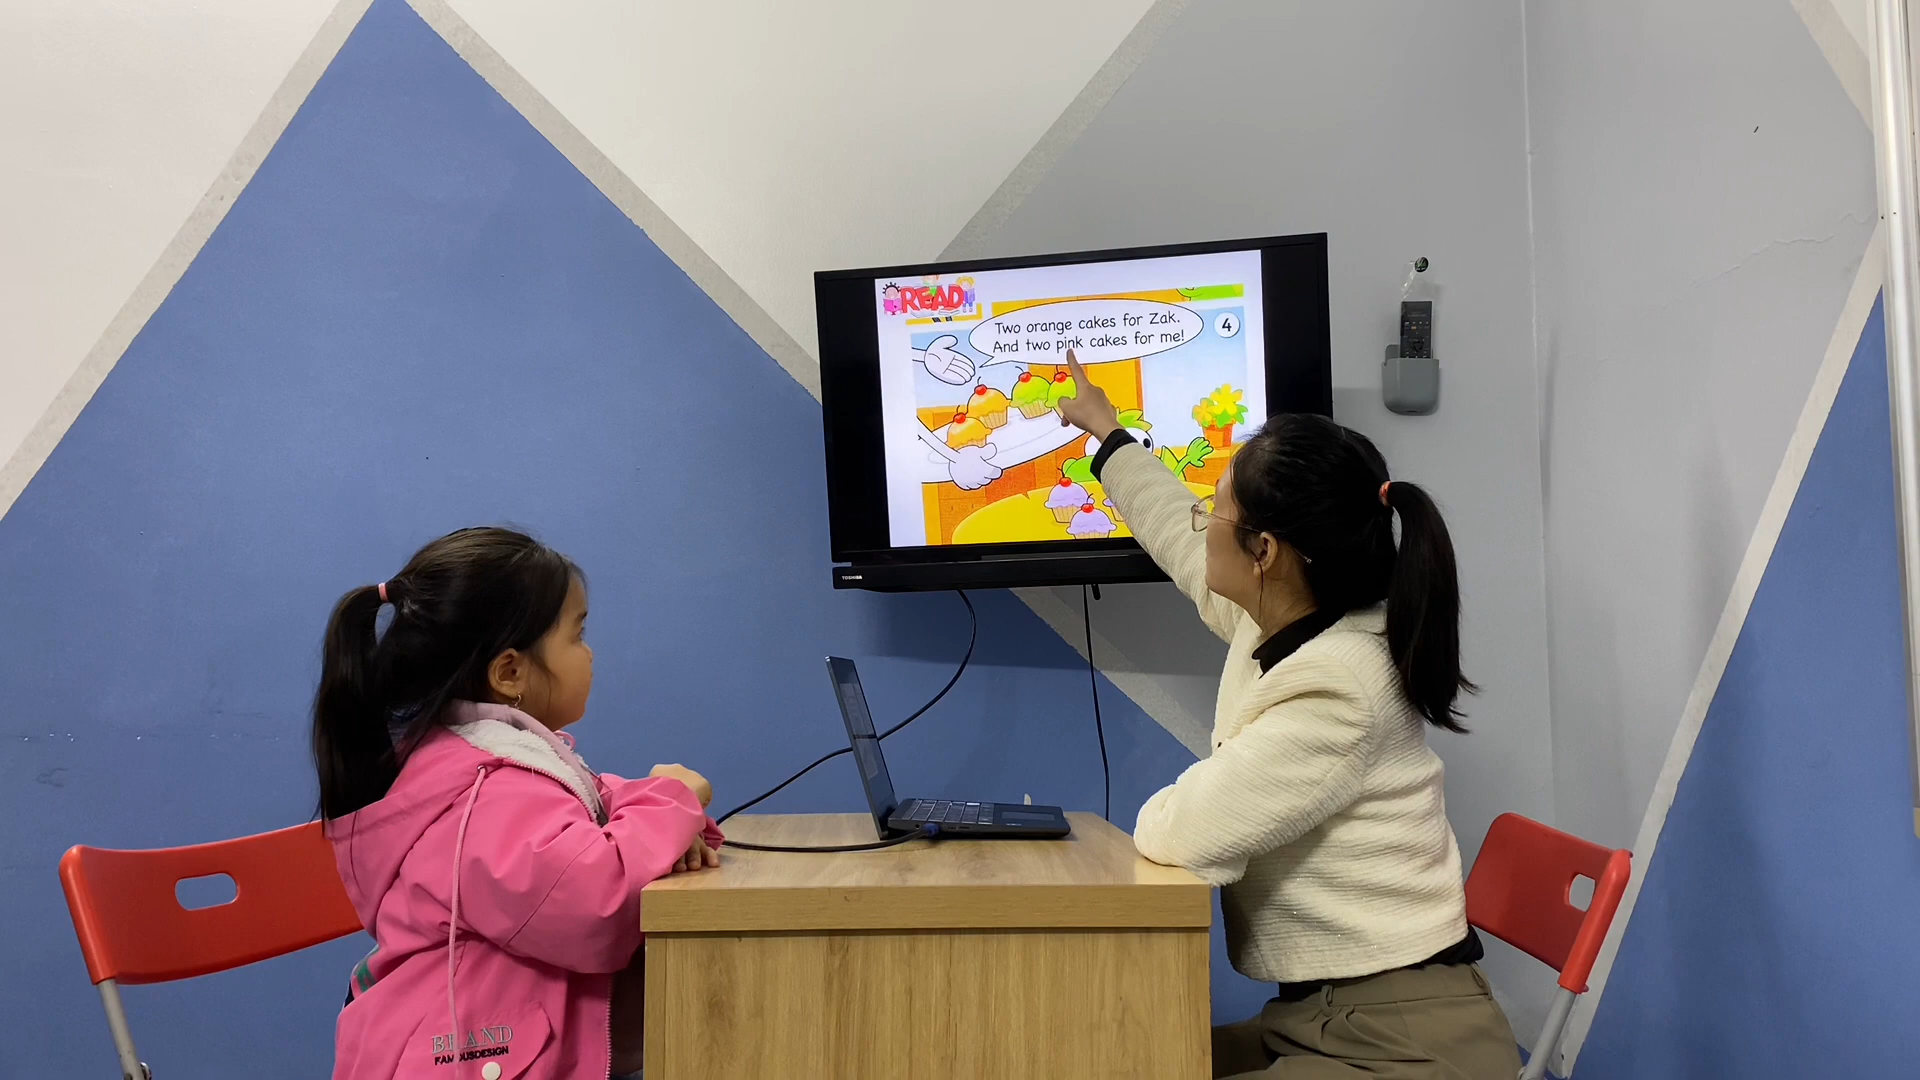 READ
Two orange cakes for Zak.
And two pink cakes for me!
4
TOSHIBA
BRAND
FAMOUSDESIGN